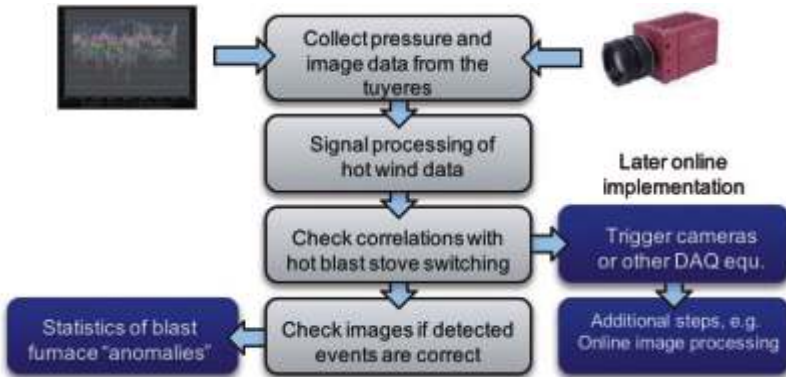 Collect pressure and
image data from the
tuyeres
Signal processing of
hot wind data
Later online
implementation
Check correlations with
hot blast stove switching
Trigger cameras
or other DAQ equ.
Statistics of blast
furnace “anomalies”
Check images if detected
events are correct
Additional steps, e.g.
Online image processing